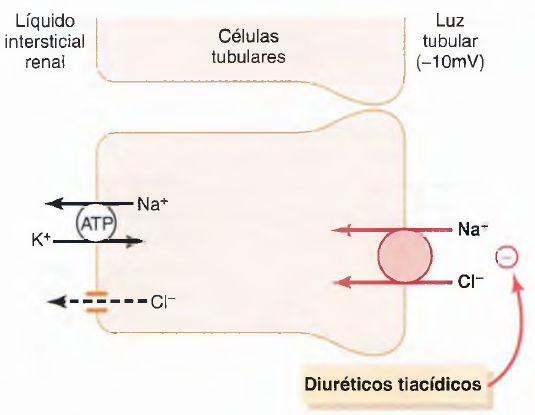 Líquido
intersticial
renal
Células
tubulares
Luz
tubular
(–10mV)
Na+
ATP
K+
Cl–
Na+
–
Cl–
Diuréticos tiacídicos